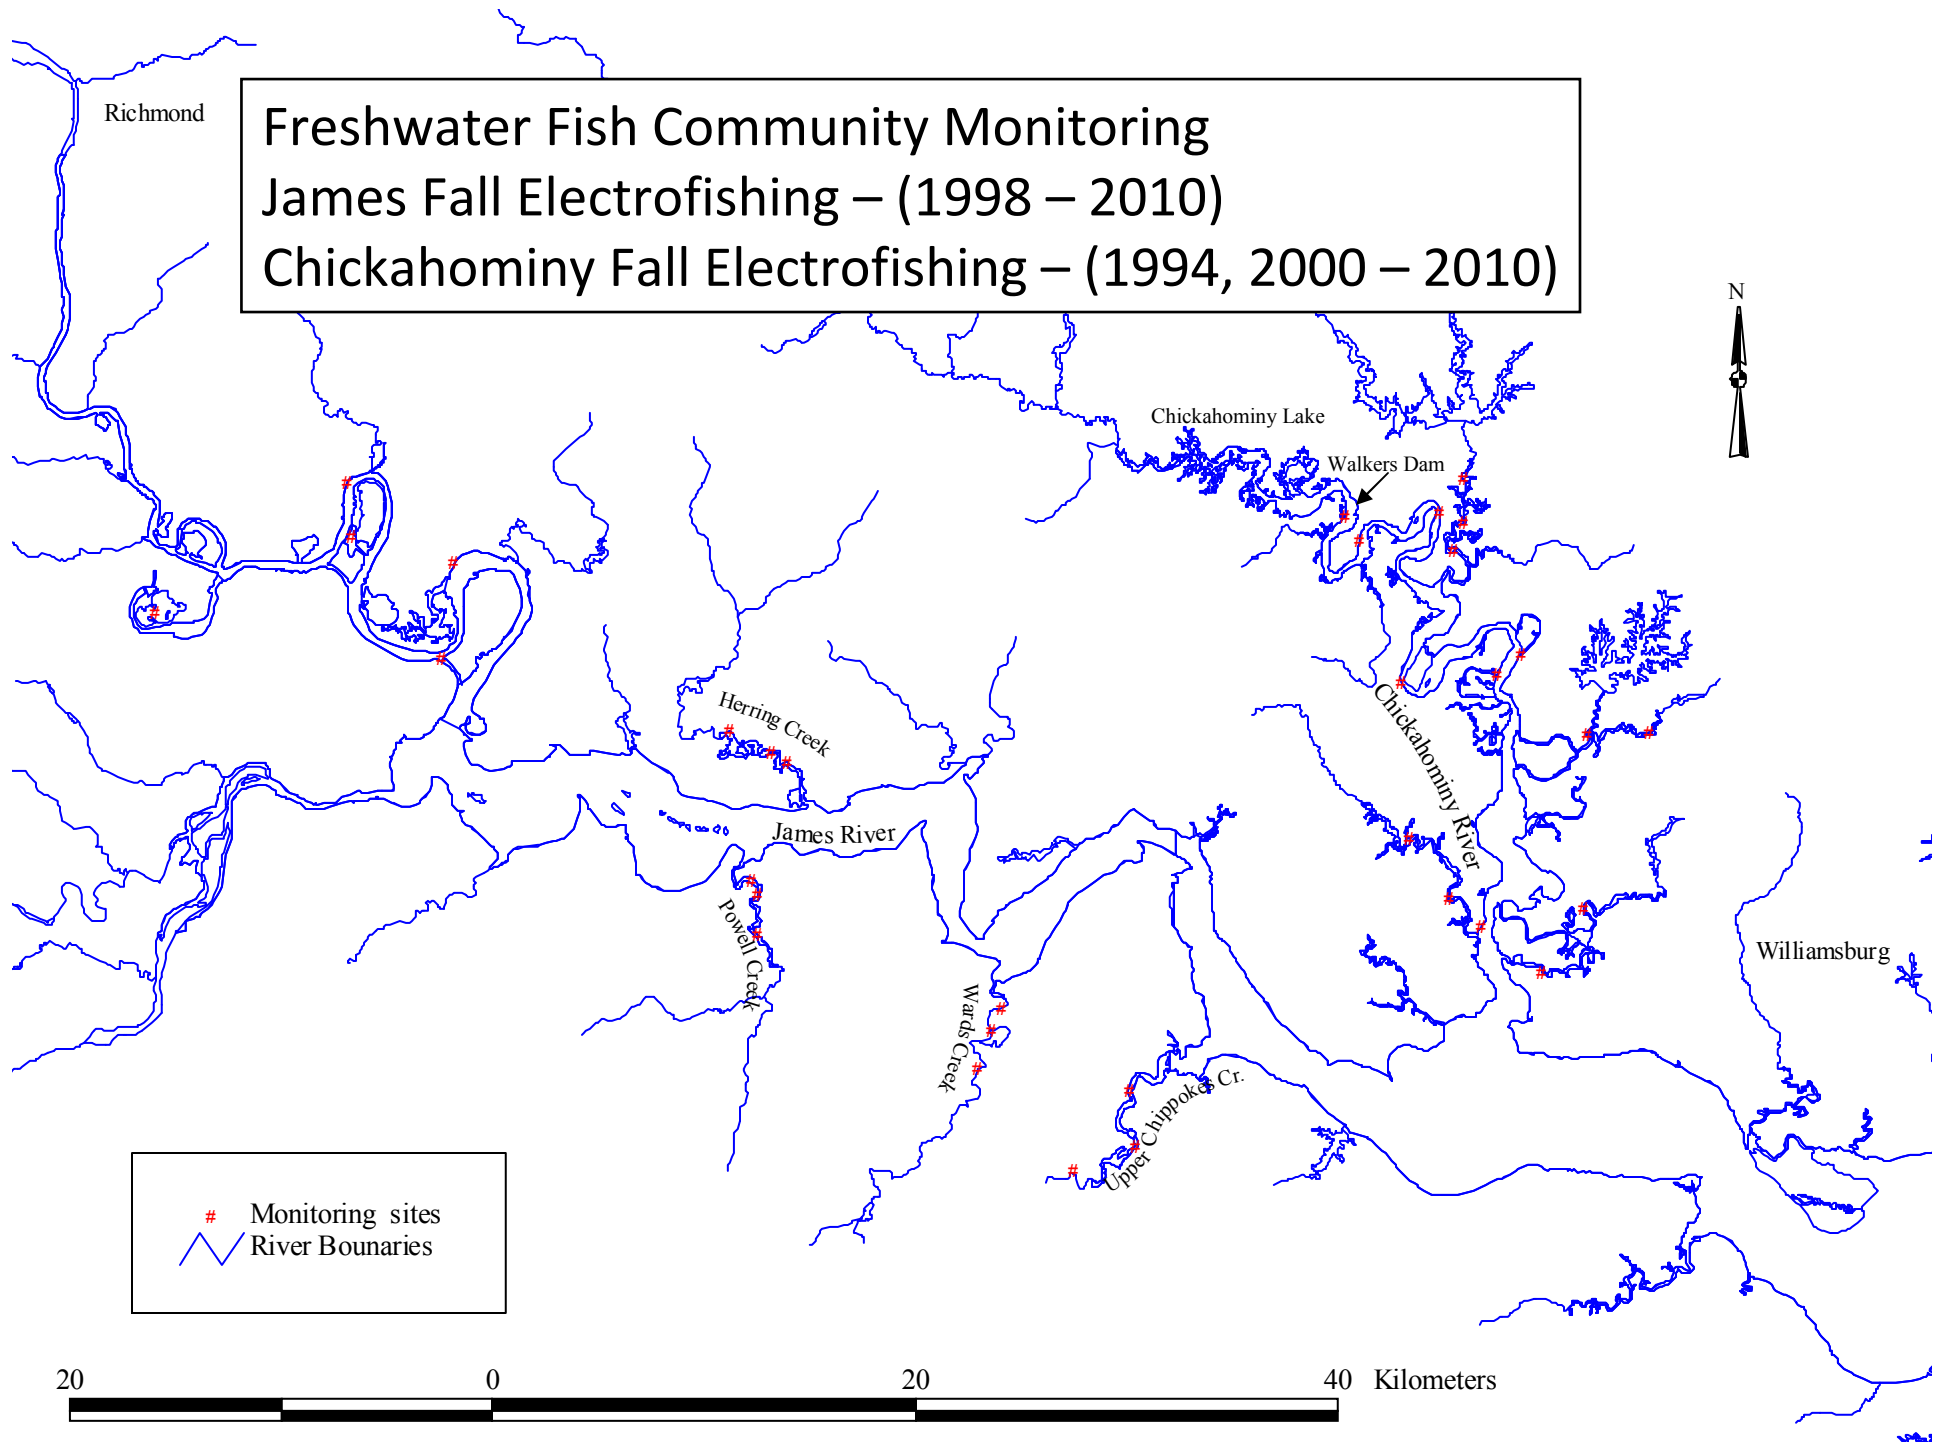 Richmond
Freshwater Fish Community Monitoring
James Fall Electrofishing – (1998 – 2010)
Chickahominy Fall Electrofishing – (1994, 2000 – 2010)
N
Chickahominy Lake
Walkers Dam
Herring Creek
Chickahominy River
James River
Powell Creek
Williamsburg
Wards Creek
Upper Chippokes Cr.
# Monitoring sites
River Bounaries
20 0 20 40 Kilometers